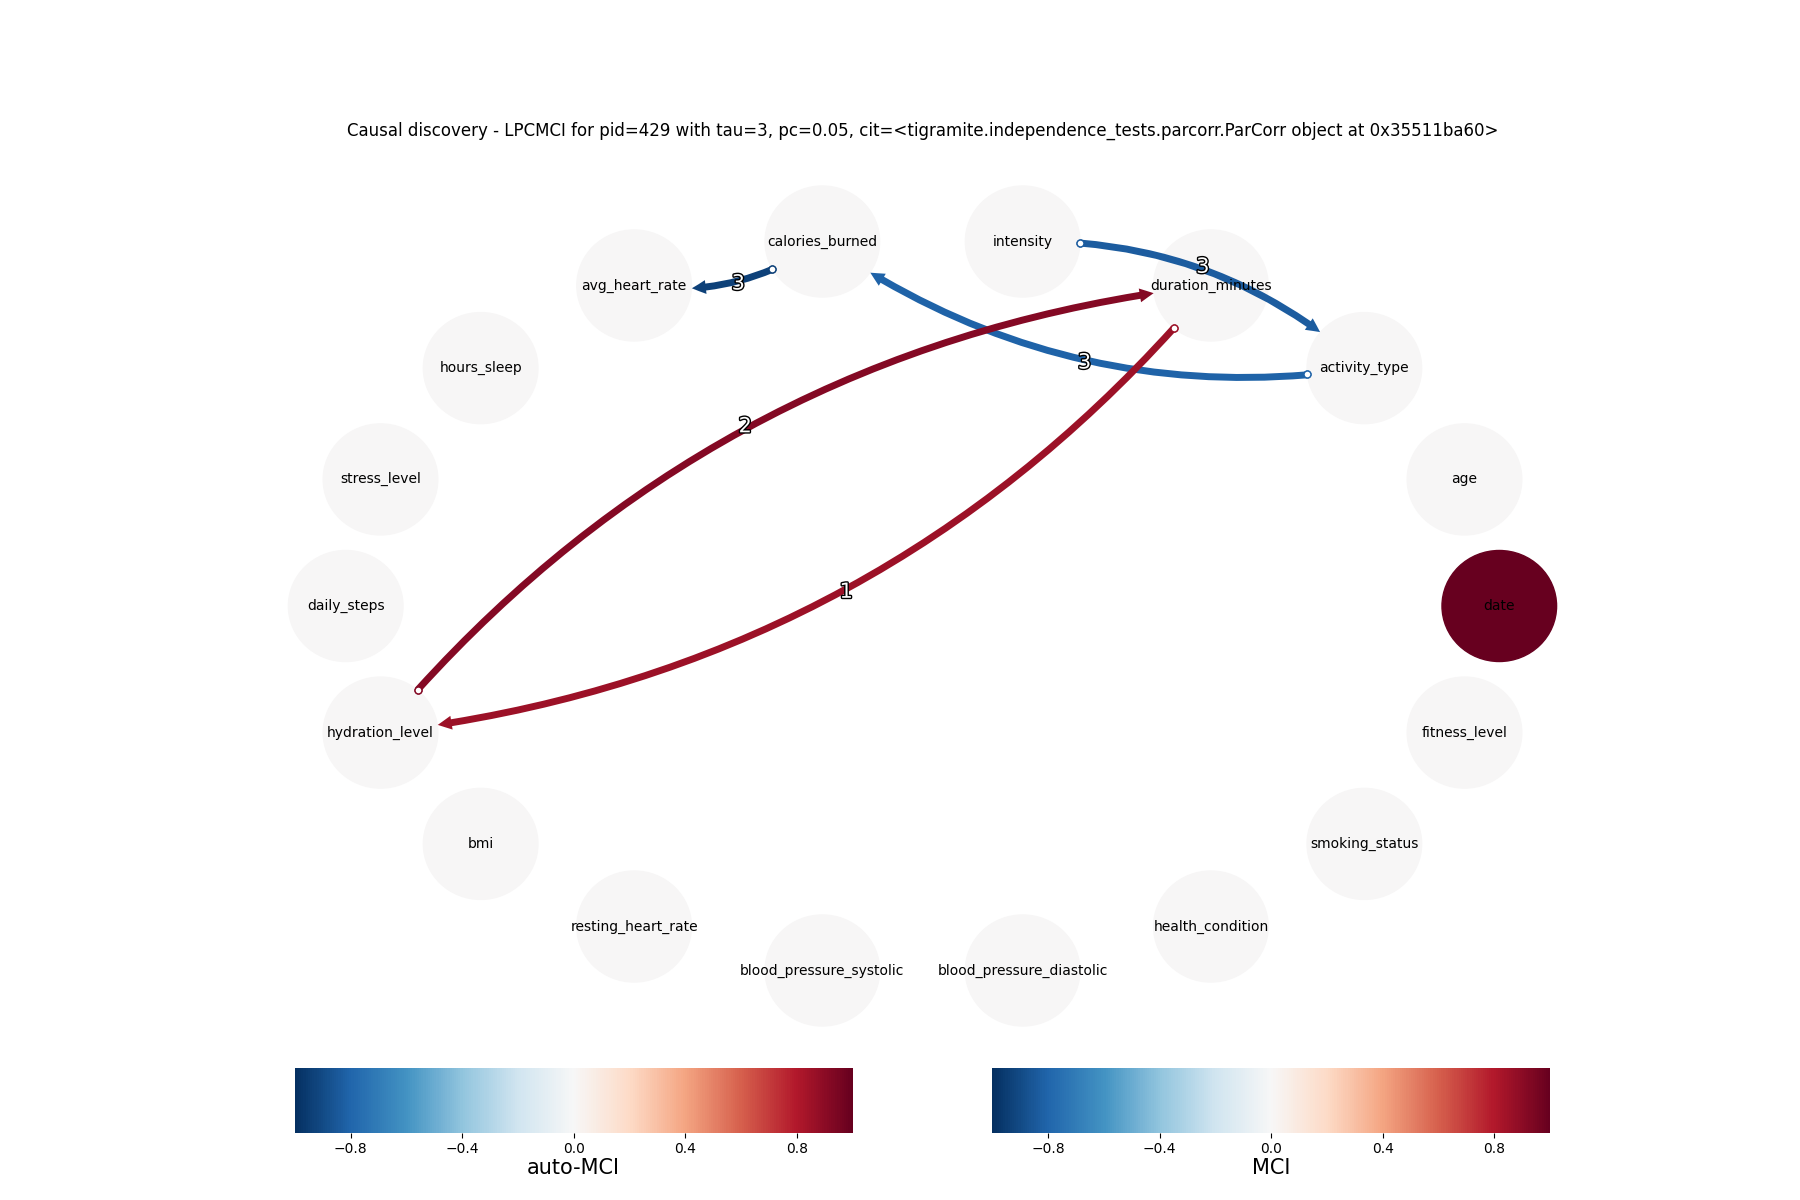 Causal discovery - LPCMCI for pid=429 with tau=3, pc=0.05, cit=<tigramite.independence_tests.parcorr.ParCorr object at 0x35511ba60>
calories_burned
intensity
3
avg_heart_rate
3
duration_minutes
hours_sleep
3
activity_type
2
stress_level
age
1
daily_steps
date
hydration_level
fitness_level
bmi
smoking_status
resting_heart_rate
health_condition
blood_pressure_systolic
blood_pressure_diastolic
−0.8 −0.4 0.0 0.4 0.8
auto-MCI
−0.8 −0.4 0.0 0.4 0.8
MCI